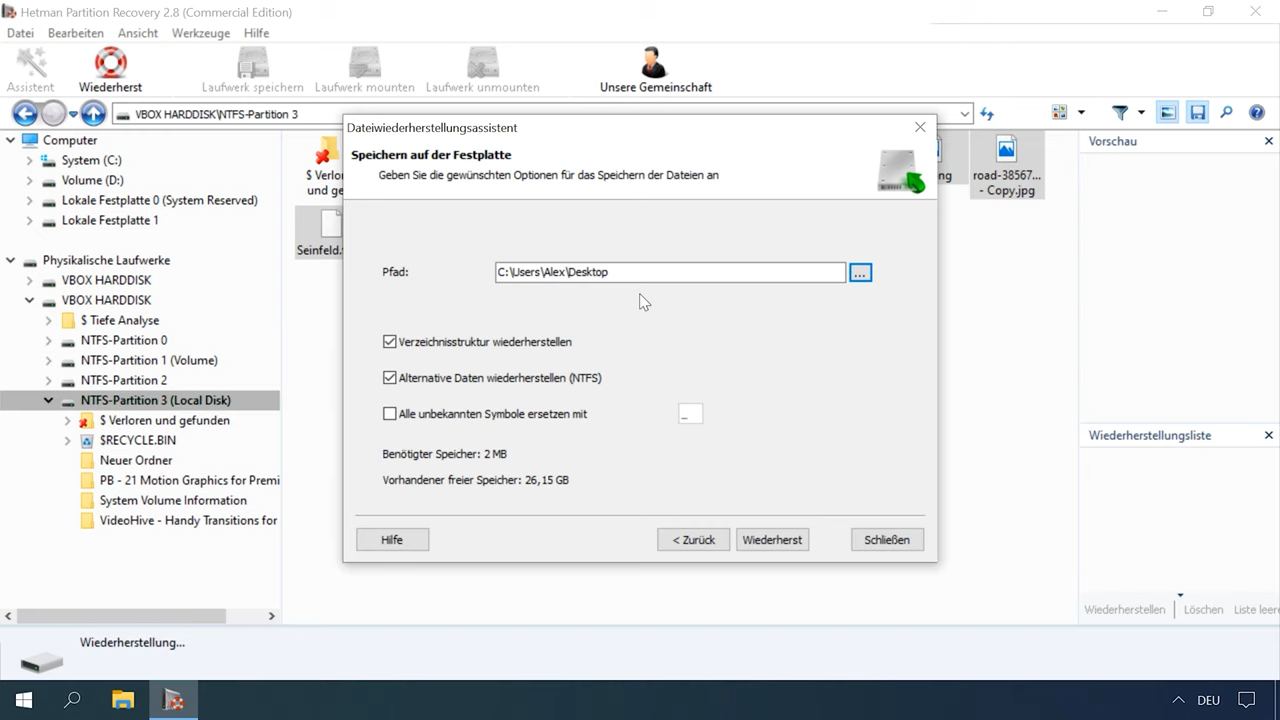 Hetman Partition Recovery 2.8 (Commercial Edition)
Datei Bearbeiten Ansicht Werkzeuge Hilfe
Assistent Wiederherst Laufwerk speichern Laufwerk mounten Laufwerk unmounten Unsere Gemeinschaft
VBOX HARDDISK\NTFS-Partition 3
Computer
System (C:)
Volume (D:)
Lokale Festplatte 0 (System Reserved)
Lokale Festplatte 1
Physikalische Laufwerke
VBOX HARDDISK
VBOX HARDDISK
$ Tiefe Analyse
NTFS-Partition 0
NTFS-Partition 1 (Volume)
NTFS-Partition 2
NTFS-Partition 3 (Local Disk)
$ Verloren und gefunden
$RECYCLE.BIN
Neuer Ordner
PB - 21 Motion Graphics for Premi
System Volume Information
VideoHive - Handy Transitions for
$ Verlor
und ge
Seinfeld.
Dateiwiederherstellungsassistent
Speichern auf der Festplatte
Geben Sie die gewünschten Optionen für das Speichern der Dateien an
Pfad: C:\Users\Alex\Desktop ...
Verzeichnisstruktur wiederherstellen
Alternative Daten wiederherstellen (NTFS)
Alle unbekannten Symbole ersetzen mit _
Benötigter Speicher: 2 MB
Vorhandener freier Speicher: 26,15 GB
Hilfe < Zurück Wiederherst Schließen
ng
road-38567...
- Copy.jpg
Vorschau
Wiederherstellungsliste
Wiederherstellen Löschen Liste leere
Wiederherstellung...
DEU